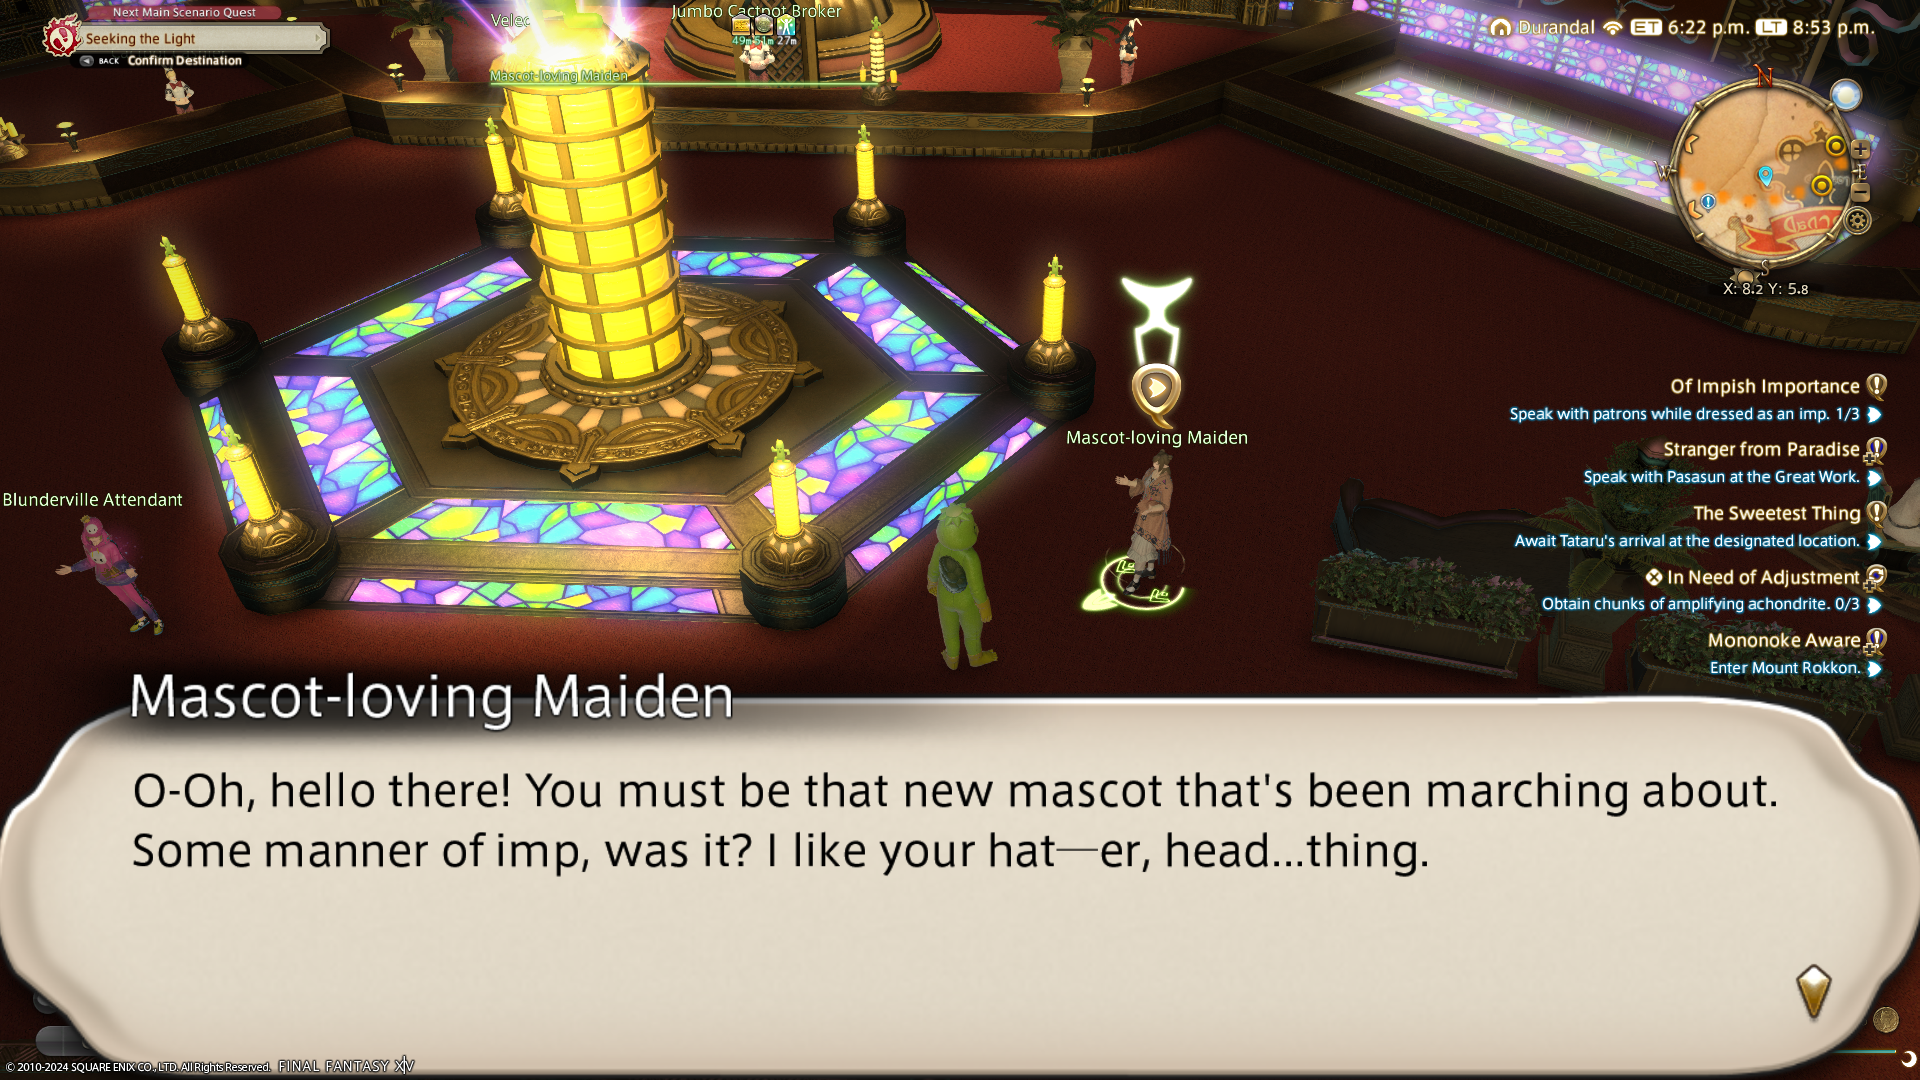 Next Main Scenario Quest
Seeking the Light
BACK Confirm Destination
Velec
Jumbo Cactpot Broker
49m 51m 27m
Mascot-loving Maiden
Durandal ET 6:22 p.m. LT 8:53 p.m.
N
W
E
S
X: 8.2 Y: 5.8
Of Impish Importance
Speak with patrons while dressed as an imp. 1/3
Stranger from Paradise
Speak with Pasasun at the Great Work.
The Sweetest Thing
Await Tataru's arrival at the designated location.
In Need of Adjustment
Obtain chunks of amplifying achondrite. 0/3
Mononoke Aware
Enter Mount Rokkon.
Mascot-loving Maiden
Blunderville Attendant
Mascot-loving Maiden
O-Oh, hello there! You must be that new mascot that's been marching about.
Some manner of imp, was it? I like your hat—er, head...thing.
© 2010-2024 SQUARE ENIX CO., LTD. All Rights Reserved. FINAL FANTASY XIV